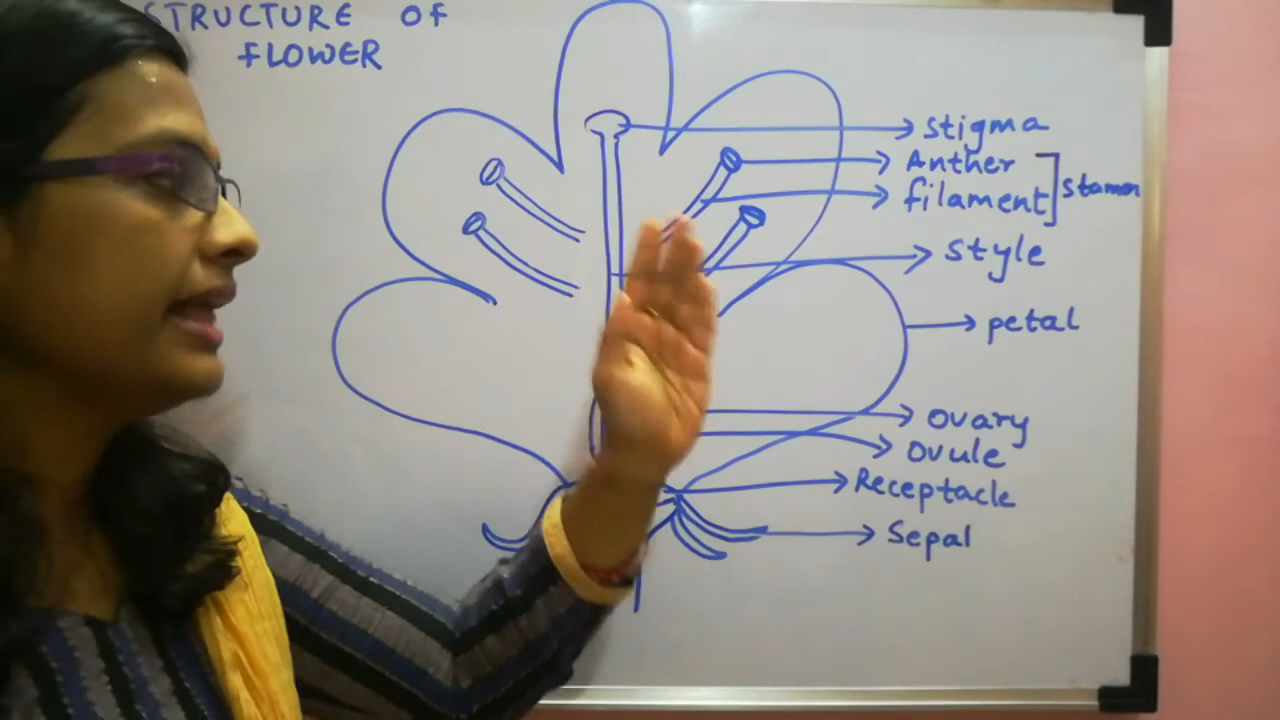 STRUCTURE OF
FLOWER
Stigma
Anther
filament
Stamen
Style
petal
Ovary
Ovule
Receptacle
Sepal